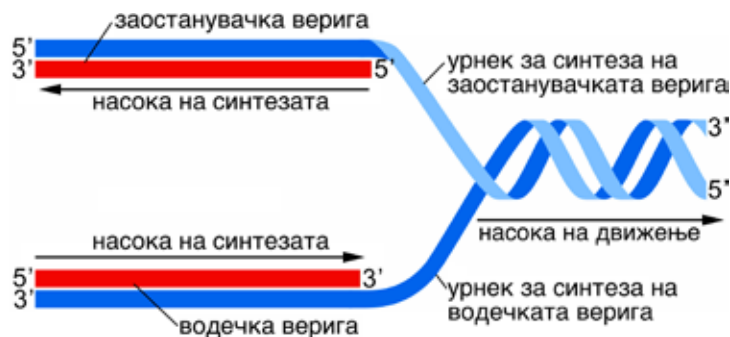 заостанувачка верига
5’
3’
5’
насока на синтезата
урнек за синтеза на
заостанувачката верига
3’
5’
насока на движење
насока на синтезата
5’
3’
3’
водечка верига
урнек за синтеза на
водечката верига